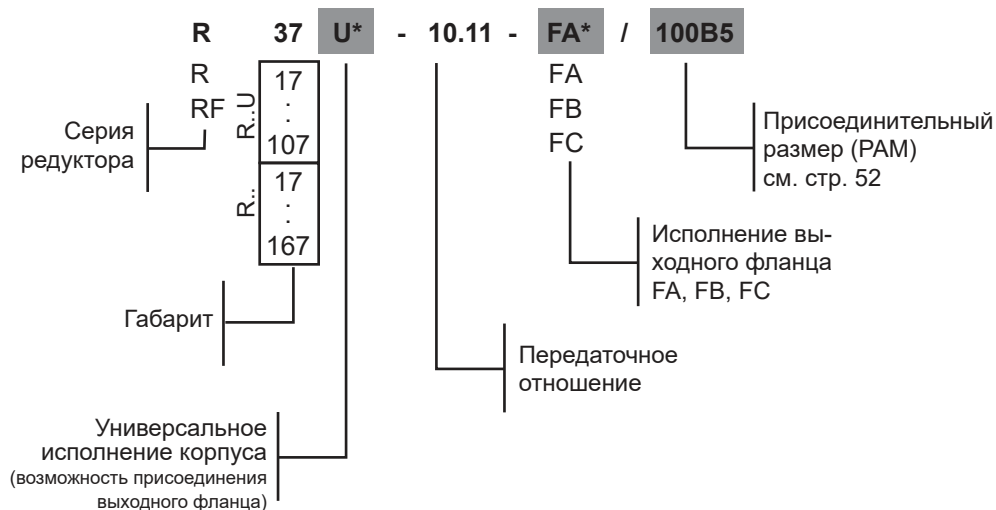 R 37 U* - 10.11 - FA* / 100B5
R
RF
R..U
17
.
.
107
R..
17
.
.
167
FA
FB
FC
Серия
редуктора
Присоединительный
размер (PAM)
см. стр. 52
Исполнение вы-
ходного фланца
FA, FB, FC
Габарит
Передаточное
отношение
Универсальное
исполнение корпуса
(возможность присоединения
выходного фланца)